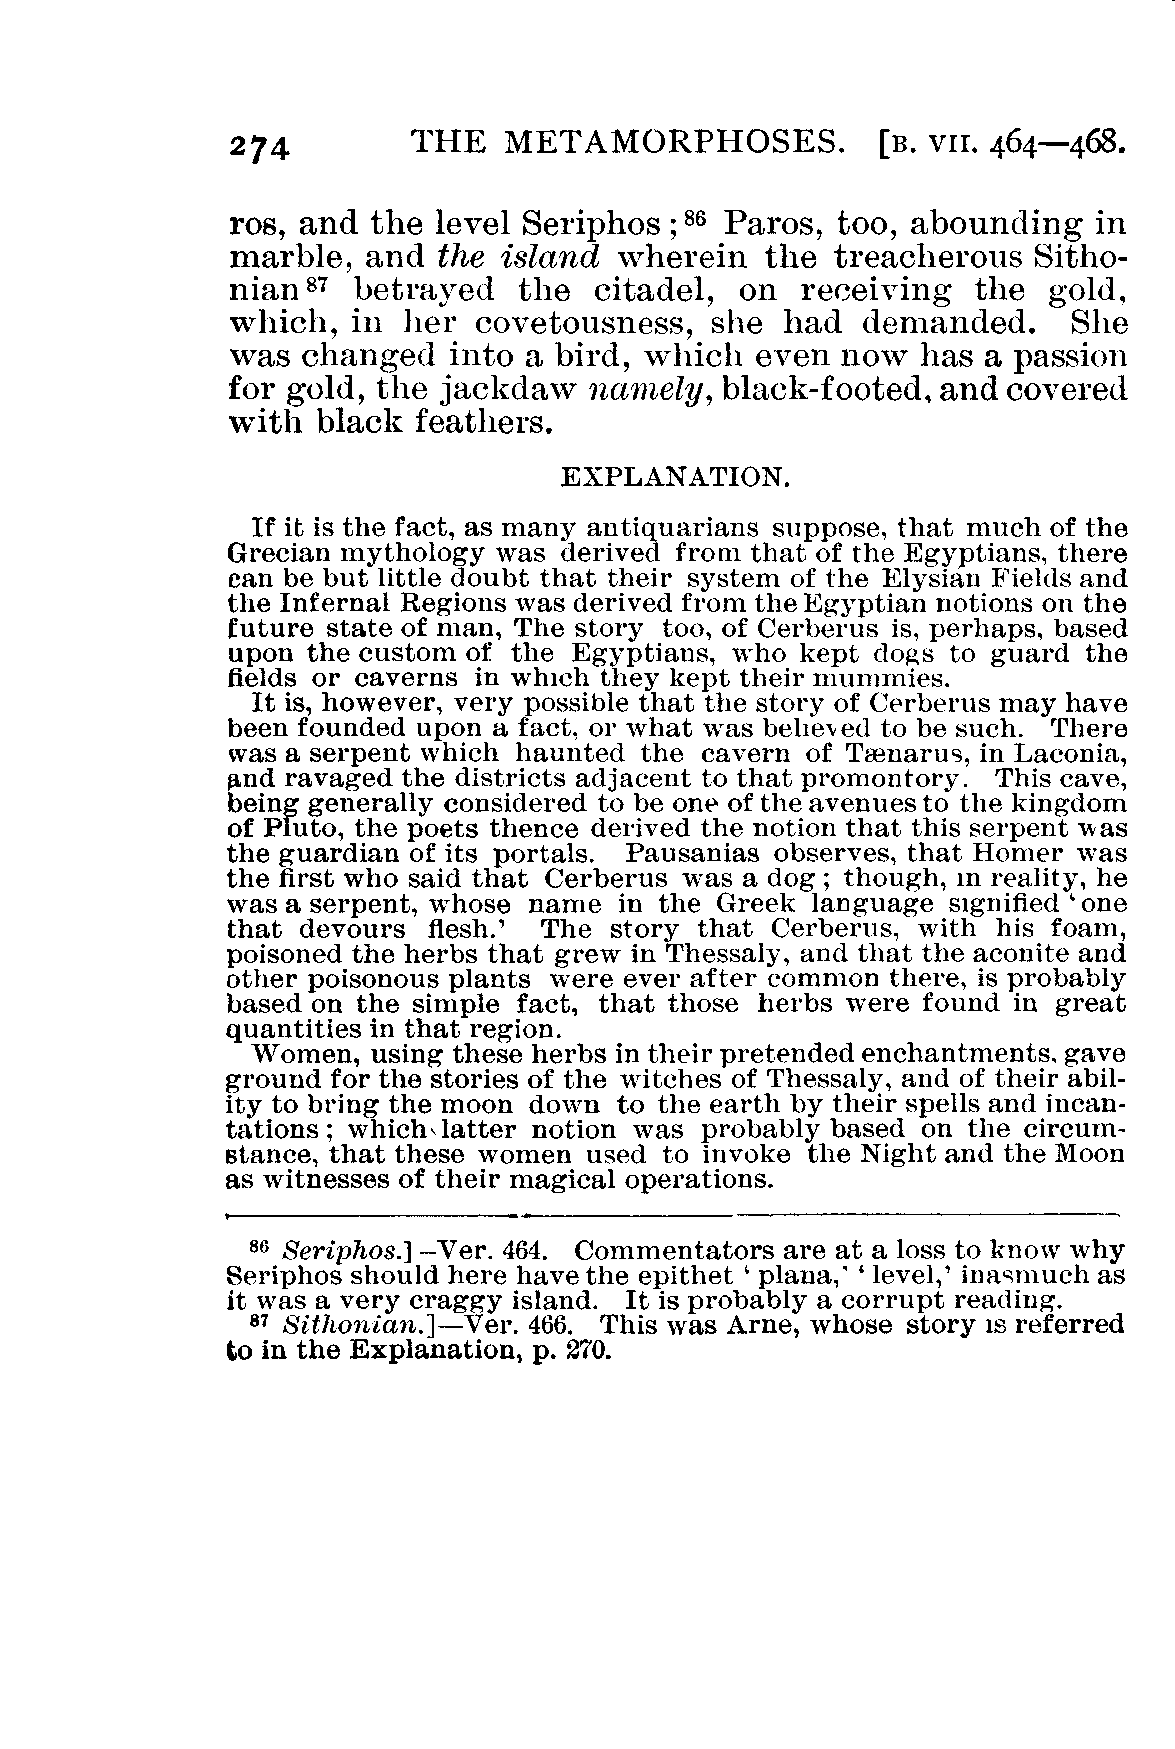 274 THE METAMORPHOSES. [B. VII. 464—468.
ros, and the level Seriphos;86 Paros, too, abounding in
marble, and the island wherein the treacherous Sitho-
nian87 betrayed the citadel, on receiving the gold,
which, in her covetousness, she had demanded. She
was changed into a bird, which even now has a passion
for gold, the jackdaw namely, black-footed, and covered
with black feathers.
EXPLANATION.
If it is the fact, as many antiquarians suppose, that much of the
Grecian mythology was derived from that of the Egyptians, there
can be but little doubt that their system of the Elysian Fields and
the Infernal Regions was derived from the Egyptian notions on the
future state of man, The story too, of Cerberus is, perhaps, based
upon the custom of the Egyptians, who kept dogs to guard the
fields or caverns in which they kept their mummies.
It is, however, very possible that the story of Cerberus may have
been founded upon a fact, or what was believed to be such. There
was a serpent which haunted the cavern of Tænarus, in Laconia,
and ravaged the districts adjacent to that promontory. This cave,
being generally considered to be one of the avenues to the kingdom
of Pluto, the poets thence derived the notion that this serpent was
the guardian of its portals. Pausanias observes, that Homer was
the first who said that Cerberus was a dog; though, in reality, he
was a serpent, whose name in the Greek language signified ‘one
that devours flesh.’ The story that Cerberus, with his foam,
poisoned the herbs that grew in Thessaly, and that the aconite and
other poisonous plants were ever after common there, is probably
based on the simple fact, that those herbs were found in great
quantities in that region.
Women, using these herbs in their pretended enchantments, gave
ground for the stories of the witches of Thessaly, and of their abil-
ity to bring the moon down to the earth by their spells and incan-
tations; which latter notion was probably based on the circum-
stance, that these women used to invoke the Night and the Moon
as witnesses of their magical operations.
86 Seriphos.]—Ver. 464. Commentators are at a loss to know why
Seriphos should here have the epithet ‘plana,’ ‘level,’ inasmuch as
it was a very craggy island. It is probably a corrupt reading.
87 Sithonian.]—Ver. 466. This was Arne, whose story is referred
to in the Explanation, p. 270.